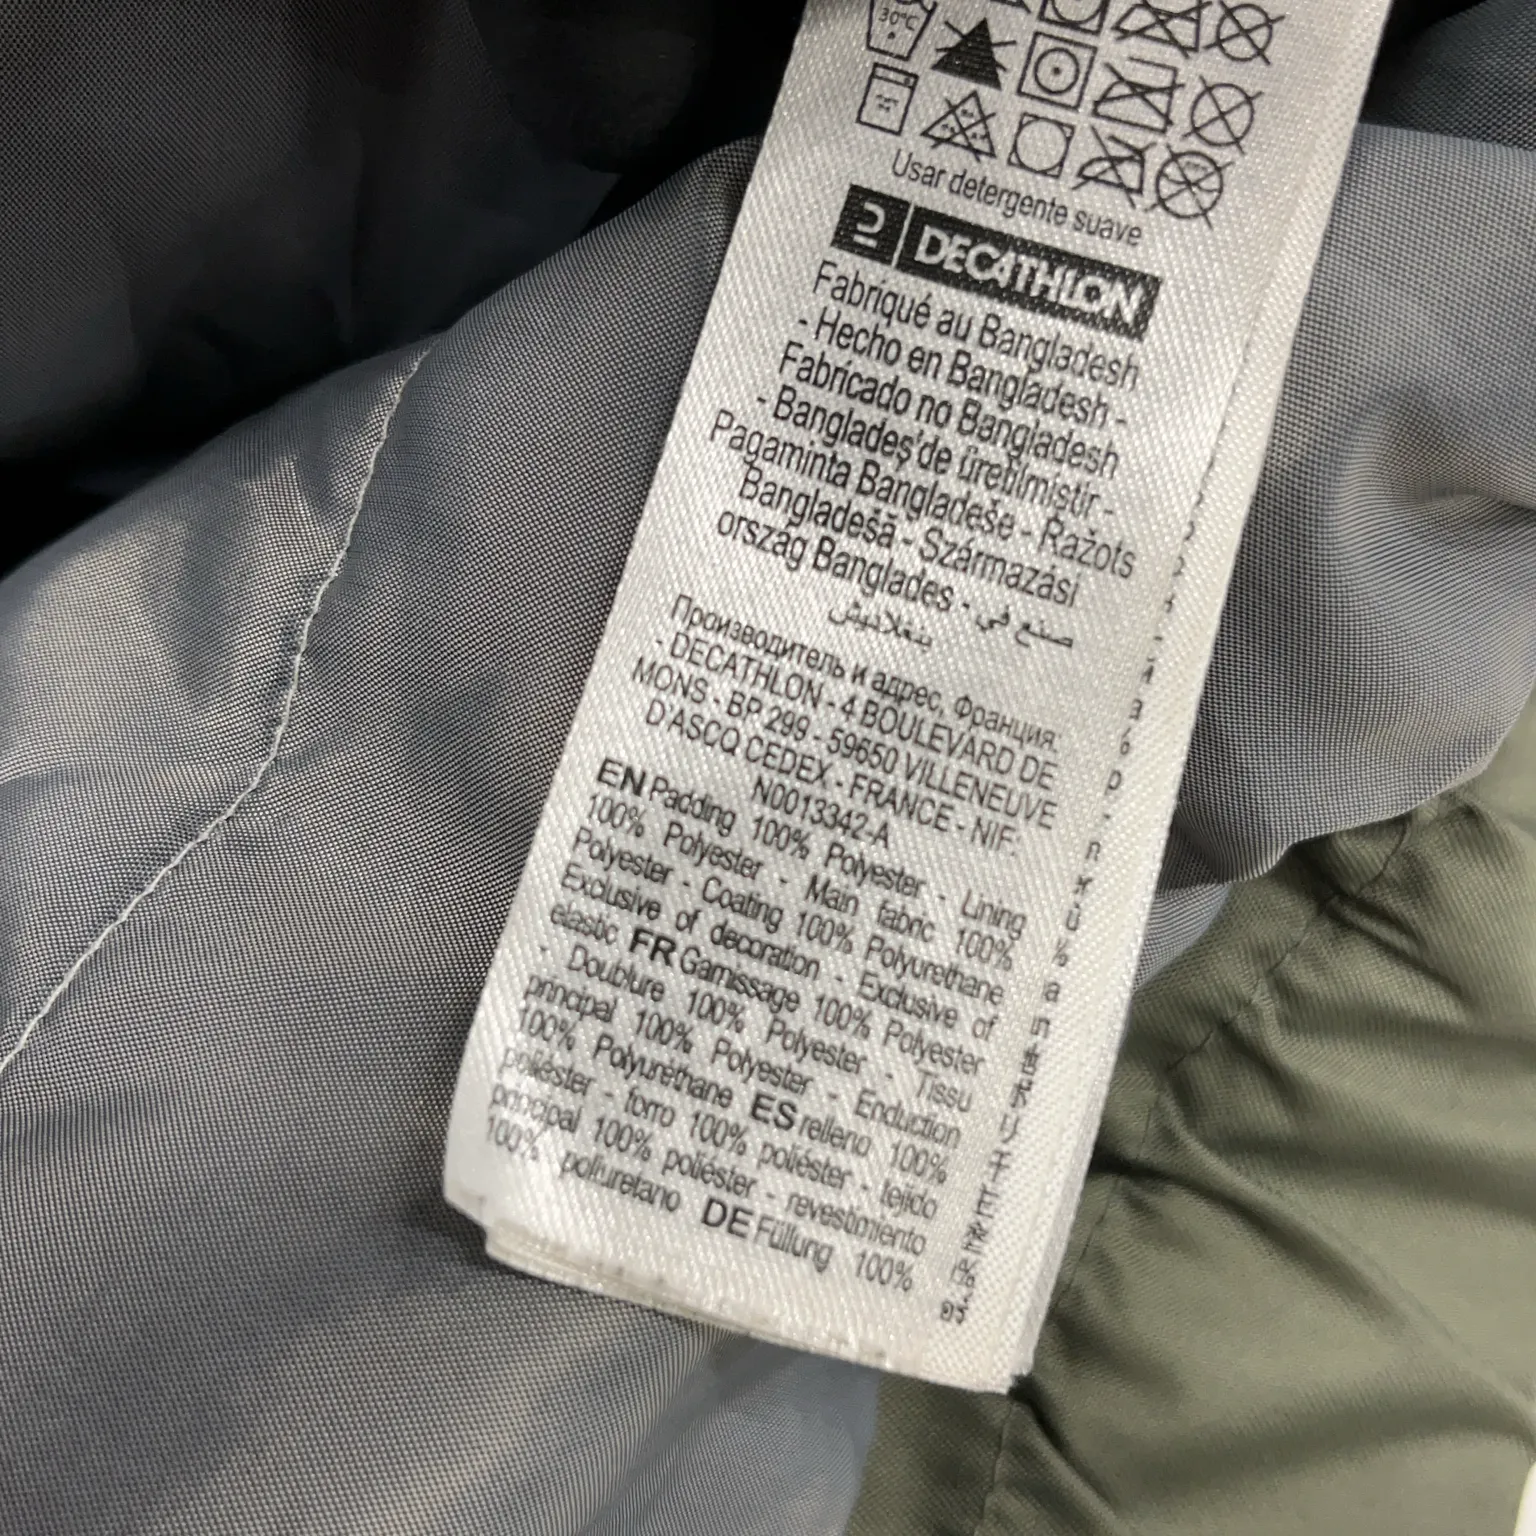 30°C
Usar detergente suave
DECATHLON
Fabriqué au Bangladesh
- Hecho en Bangladesh -
Fabricado no Bangladesh
- Bangladeş'de üretilmiştir -
Pagaminta Bangladeše - Ražots
Bangladešā - Származási
ország Banglades - صنع في
بنغلاديش
Производитель и адрес, Франция:
- DECATHLON - 4 BOULEVARD DE
MONS - BP 299 - 59650 VILLENEUVE
D'ASCQ CEDEX - FRANCE - NIF:
N0013342-A
EN Padding 100% Polyester - Lining
100% Polyester - Main fabric 100%
Polyester - Coating 100% Polyurethane
Exclusive of decoration - Exclusive of
elastic FR Garnissage 100% Polyester
- Doublure 100% Polyester - Tissu
principal 100% Polyester - Enduction
100% Polyuréthane ES relleno 100%
poliéster - forro 100% poliéster - tejido
principal 100% poliéster - revestimiento
100% poliuretano DE Füllung 100%